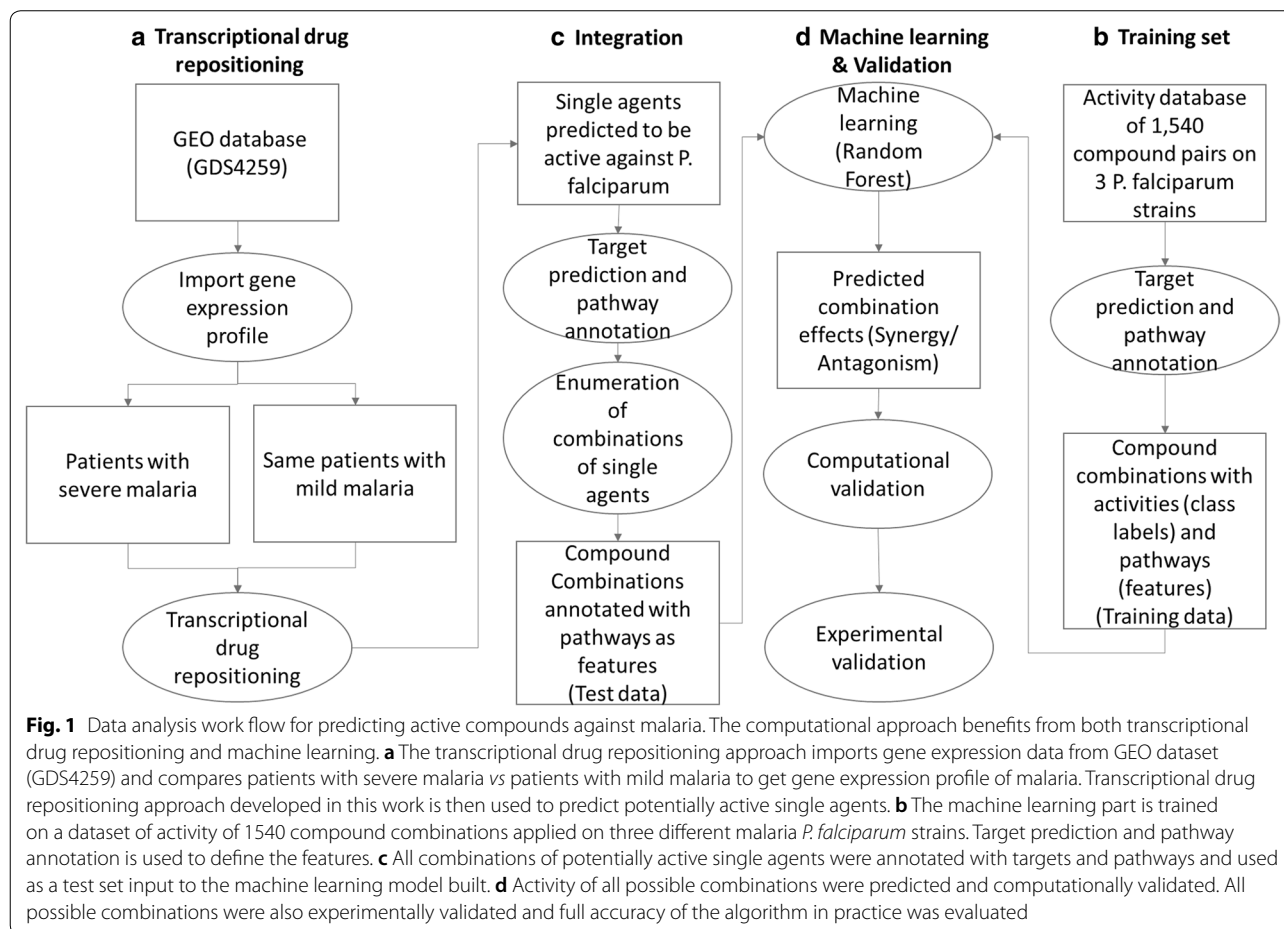 a Transcriptional drug
repositioning
GEO database
(GDS4259)
Import gene
expression
profile
Patients with
severe malaria
Same patients with
mild malaria
Transcriptional
drug
repositioning
c Integration
Single agents
predicted to be
active against P.
falciparum
Target
prediction and
pathway
annotation
Enumeration of
combinations
of single
agents
Compound
Combinations
annotated with
pathways as
features
(Test data)
d Machine learning
& Validation
Machine
learning
(Random
Forest)
Predicted
combination
effects (Synergy/
Antagonism)
Computational
validation
Experimental
validation
b Training set
Activity database
of 1,540
compound pairs on
3 P. falciparum
strains
Target
prediction and
pathway
annotation
Compound
combinations with
activities (class
labels) and
pathways
(features)
(Training data)
Fig. 1 Data analysis work flow for predicting active compounds against malaria. The computational approach benefits from both transcriptional
drug repositioning and machine learning. a The transcriptional drug repositioning approach imports gene expression data from GEO dataset
(GDS4259) and compares patients with severe malaria vs patients with mild malaria to get gene expression profile of malaria. Transcriptional drug
repositioning approach developed in this work is then used to predict potentially active single agents. b The machine learning part is trained
on a dataset of activity of 1540 compound combinations applied on three different malaria P. falciparum strains. Target prediction and pathway
annotation is used to define the features. c All combinations of potentially active single agents were annotated with targets and pathways and used
as a test set input to the machine learning model built. d Activity of all possible combinations were predicted and computationally validated. All
possible combinations were also experimentally validated and full accuracy of the algorithm in practice was evaluated